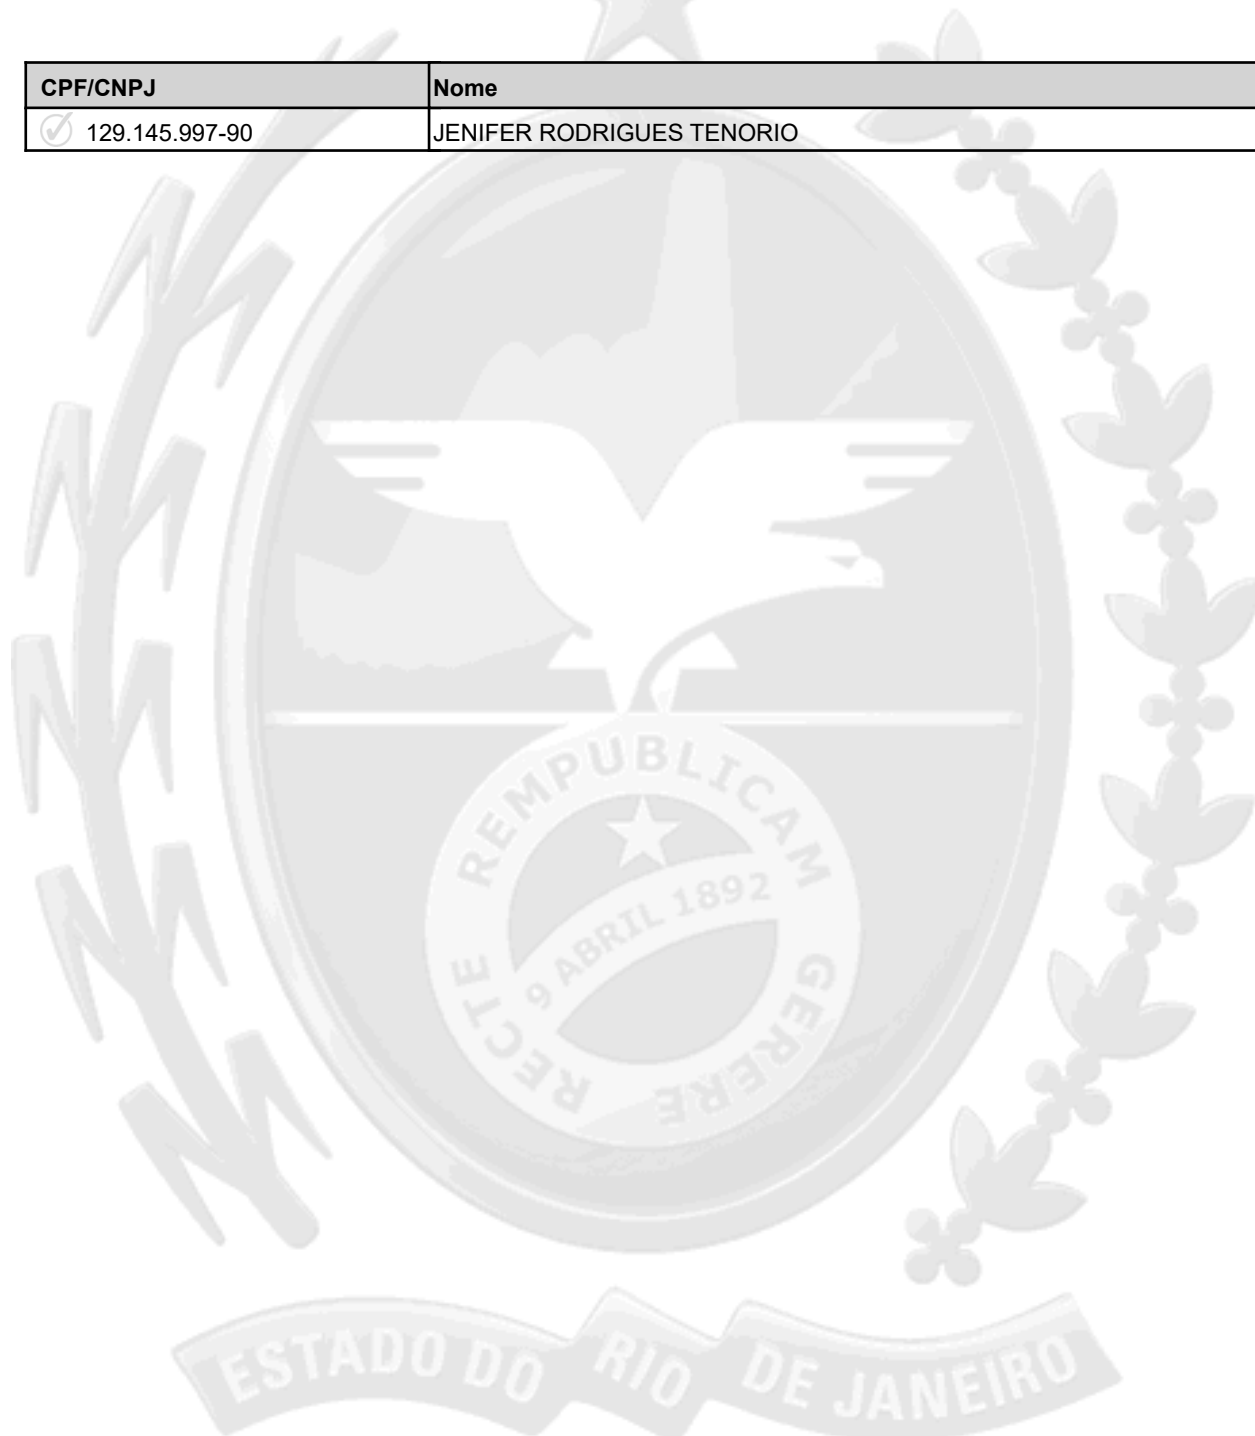 CPF/CNPJ Nome
129.145.997-90 JENIFER RODRIGUES TENORIO
REMPUBLICAM
9 ABRIL 1892
RECTE GERERE
ESTADO DO RIO DE JANEIRO